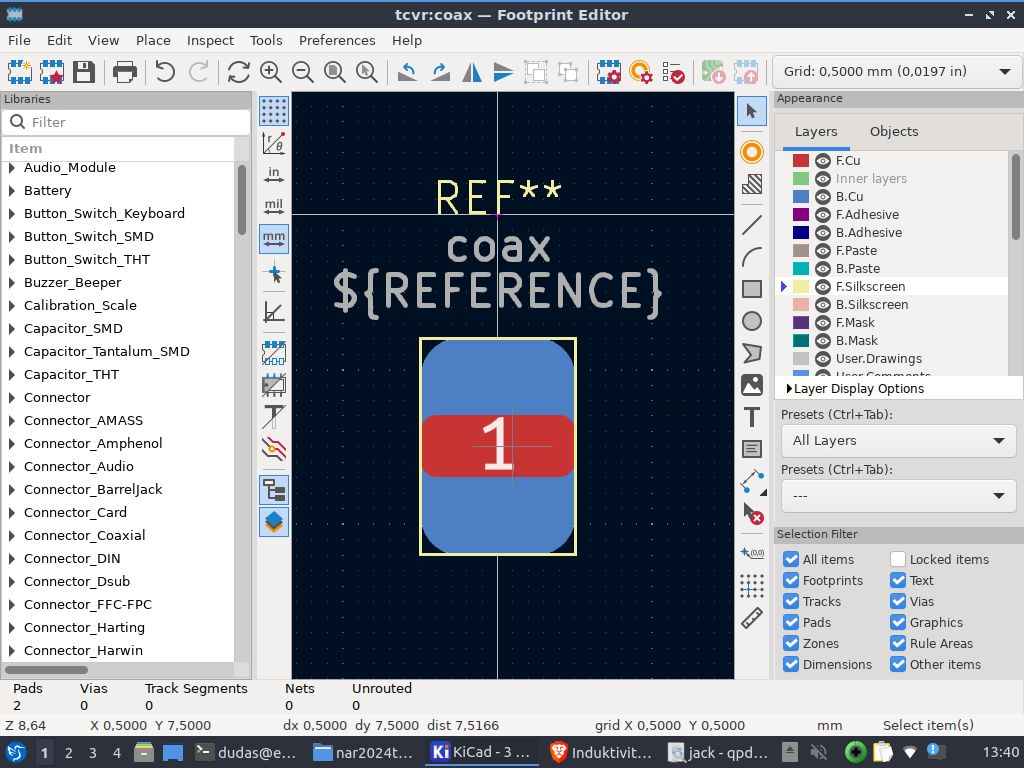 tcvr:coax — Footprint Editor
File Edit View Place Inspect Tools Preferences Help
Grid: 0,5000 mm (0,0197 in)
Libraries
Filter
Item
Audio_Module
Battery
Button_Switch_Keyboard
Button_Switch_SMD
Button_Switch_THT
Buzzer_Beeper
Calibration_Scale
Capacitor_SMD
Capacitor_Tantalum_SMD
Capacitor_THT
Connector
Connector_AMASS
Connector_Amphenol
Connector_Audio
Connector_BarrelJack
Connector_Card
Connector_Coaxial
Connector_DIN
Connector_Dsub
Connector_FFC-FPC
Connector_Harting
Connector_Harwin
r θ
in
mil
mm
REF**
coax
${REFERENCE}
1
T
(0,0)
Appearance
Layers Objects
F.Cu
Inner layers
B.Cu
F.Adhesive
B.Adhesive
F.Paste
B.Paste
F.Silkscreen
B.Silkscreen
F.Mask
B.Mask
User.Drawings
User.Comments
Layer Display Options
Presets (Ctrl+Tab):
All Layers
Presets (Ctrl+Tab):
---
Selection Filter
All items Locked items
Footprints Text
Tracks Vias
Pads Graphics
Zones Rule Areas
Dimensions Other items
Pads Vias Track Segments Nets Unrouted
2 0 0 0 0
Z 8,64 X 0,5000 Y 7,5000 dx 0,5000 dy 7,5000 dist 7,5166 grid X 0,5000 Y 0,5000 mm Select item(s)
1 2 3 4 dudas@e... nar2024t... Ki KiCad - 3 ... Induktivit... jack - qpd... 13:40